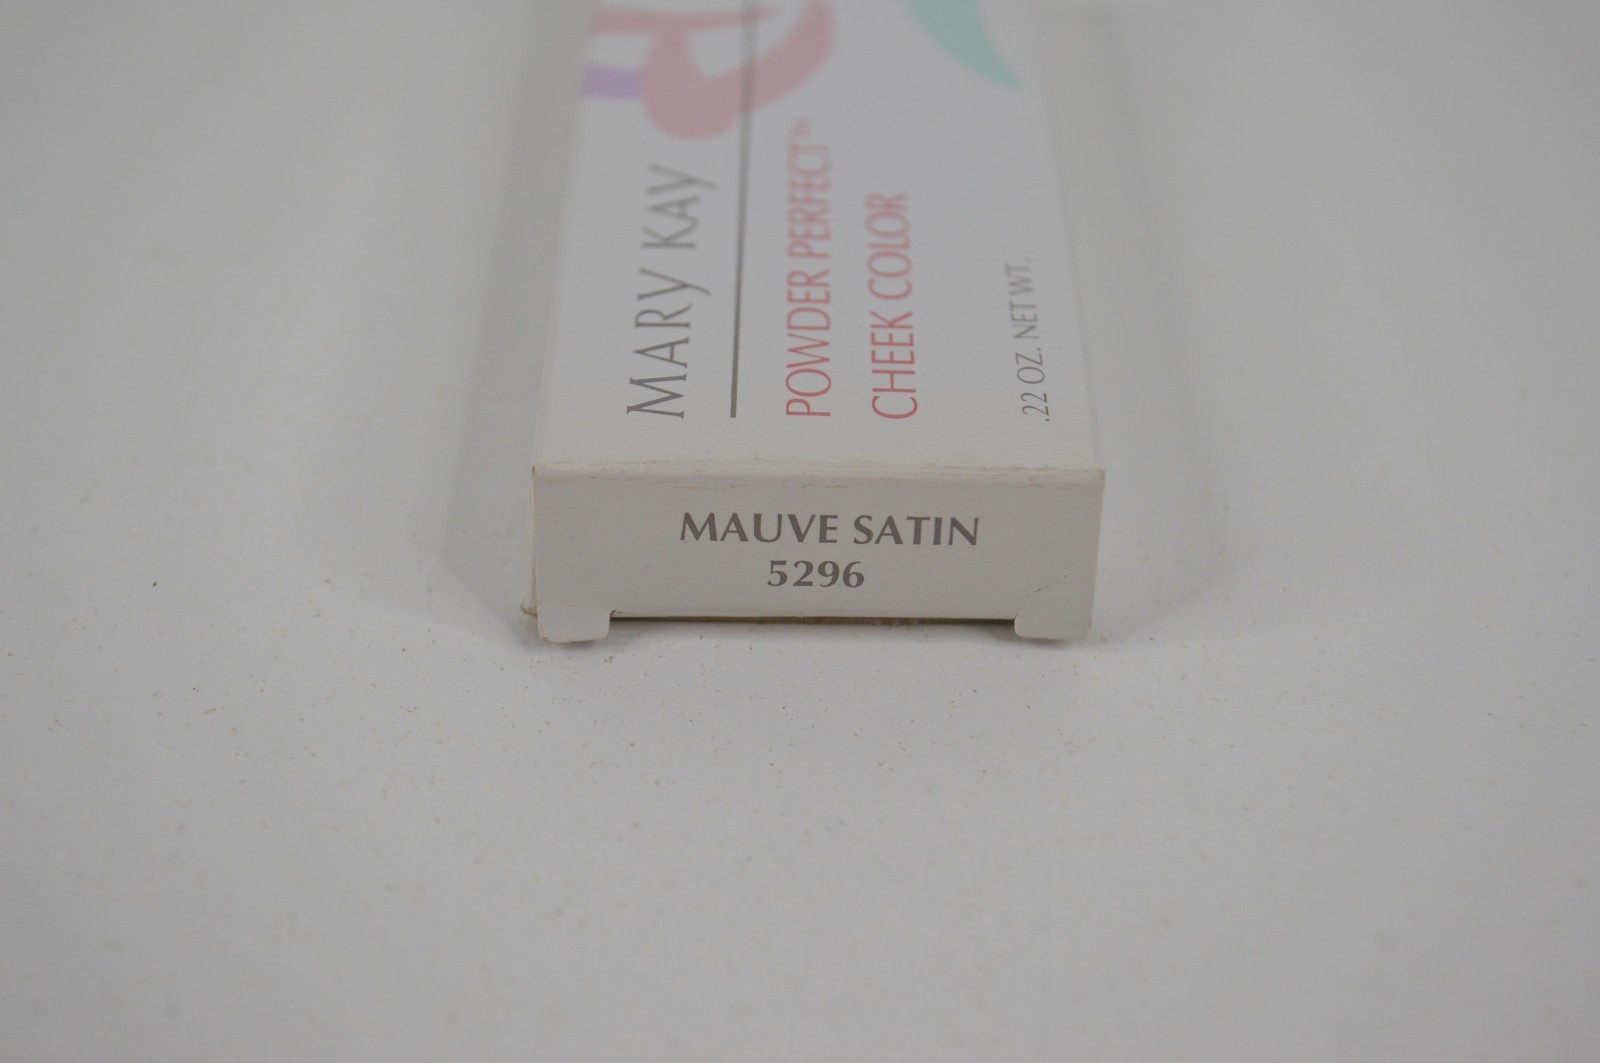 MARY KAY
POWDER PERFECT™
CHEEK COLOR
.22 OZ. NET WT.
MAUVE SATIN
5296